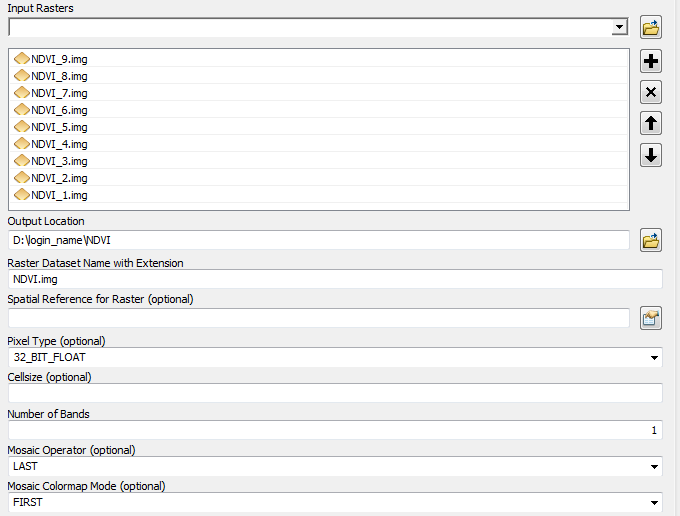 Input Rasters
NDVI_9.img
NDVI_8.img
NDVI_7.img
NDVI_6.img
NDVI_5.img
NDVI_4.img
NDVI_3.img
NDVI_2.img
NDVI_1.img
Output Location
D:\login_name\NDVI
Raster Dataset Name with Extension
NDVI.img
Spatial Reference for Raster (optional)
Pixel Type (optional)
32_BIT_FLOAT
Cellsize (optional)
Number of Bands
1
Mosaic Operator (optional)
LAST
Mosaic Colormap Mode (optional)
FIRST